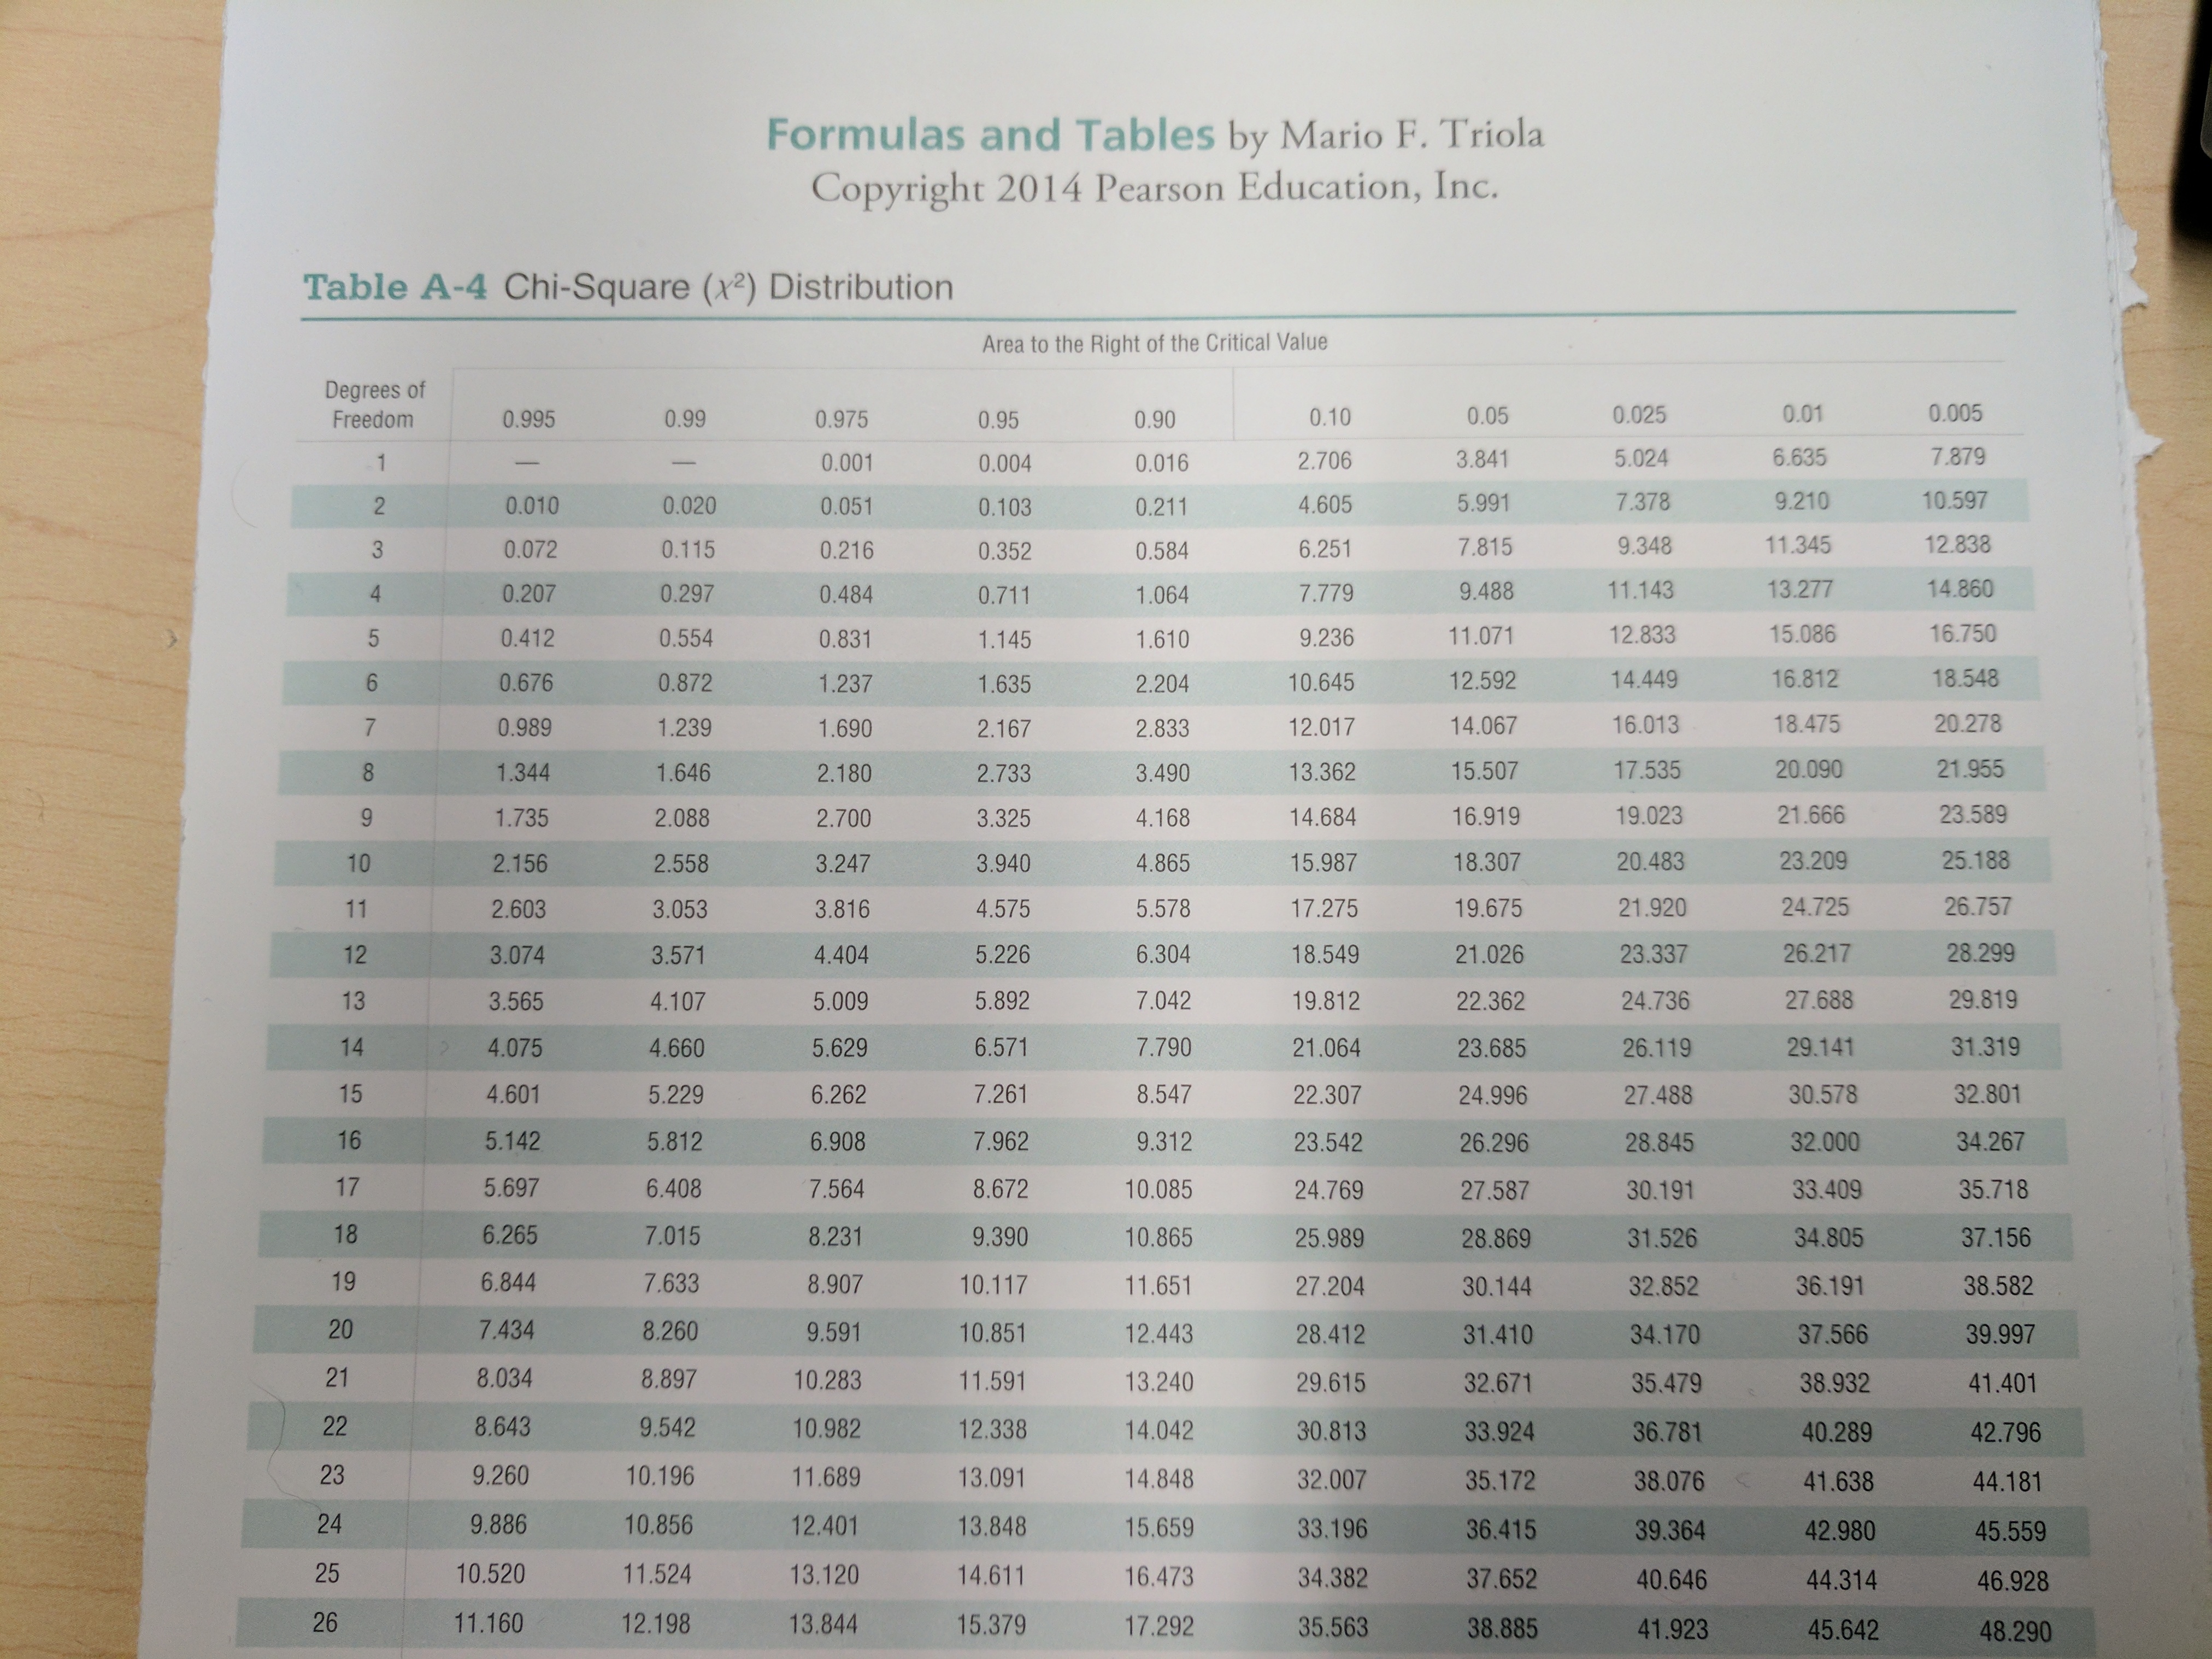 Formulas and Tables by Mario F. Triola
Copyright 2014 Pearson Education, Inc.
Table A-4 Chi-Square (χ²) Distribution
Area to the Right of the Critical Value
Degrees of
Freedom 0.995 0.99 0.975 0.95 0.90 0.10 0.05 0.025 0.01 0.005
1 — — 0.001 0.004 0.016 2.706 3.841 5.024 6.635 7.879
2 0.010 0.020 0.051 0.103 0.211 4.605 5.991 7.378 9.210 10.597
3 0.072 0.115 0.216 0.352 0.584 6.251 7.815 9.348 11.345 12.838
4 0.207 0.297 0.484 0.711 1.064 7.779 9.488 11.143 13.277 14.860
5 0.412 0.554 0.831 1.145 1.610 9.236 11.071 12.833 15.086 16.750
6 0.676 0.872 1.237 1.635 2.204 10.645 12.592 14.449 16.812 18.548
7 0.989 1.239 1.690 2.167 2.833 12.017 14.067 16.013 18.475 20.278
8 1.344 1.646 2.180 2.733 3.490 13.362 15.507 17.535 20.090 21.955
9 1.735 2.088 2.700 3.325 4.168 14.684 16.919 19.023 21.666 23.589
10 2.156 2.558 3.247 3.940 4.865 15.987 18.307 20.483 23.209 25.188
11 2.603 3.053 3.816 4.575 5.578 17.275 19.675 21.920 24.725 26.757
12 3.074 3.571 4.404 5.226 6.304 18.549 21.026 23.337 26.217 28.299
13 3.565 4.107 5.009 5.892 7.042 19.812 22.362 24.736 27.688 29.819
14 4.075 4.660 5.629 6.571 7.790 21.064 23.685 26.119 29.141 31.319
15 4.601 5.229 6.262 7.261 8.547 22.307 24.996 27.488 30.578 32.801
16 5.142 5.812 6.908 7.962 9.312 23.542 26.296 28.845 32.000 34.267
17 5.697 6.408 7.564 8.672 10.085 24.769 27.587 30.191 33.409 35.718
18 6.265 7.015 8.231 9.390 10.865 25.989 28.869 31.526 34.805 37.156
19 6.844 7.633 8.907 10.117 11.651 27.204 30.144 32.852 36.191 38.582
20 7.434 8.260 9.591 10.851 12.443 28.412 31.410 34.170 37.566 39.997
21 8.034 8.897 10.283 11.591 13.240 29.615 32.671 35.479 38.932 41.401
22 8.643 9.542 10.982 12.338 14.042 30.813 33.924 36.781 40.289 42.796
23 9.260 10.196 11.689 13.091 14.848 32.007 35.172 38.076 41.638 44.181
24 9.886 10.856 12.401 13.848 15.659 33.196 36.415 39.364 42.980 45.559
25 10.520 11.524 13.120 14.611 16.473 34.382 37.652 40.646 44.314 46.928
26 11.160 12.198 13.844 15.379 17.292 35.563 38.885 41.923 45.642 48.290